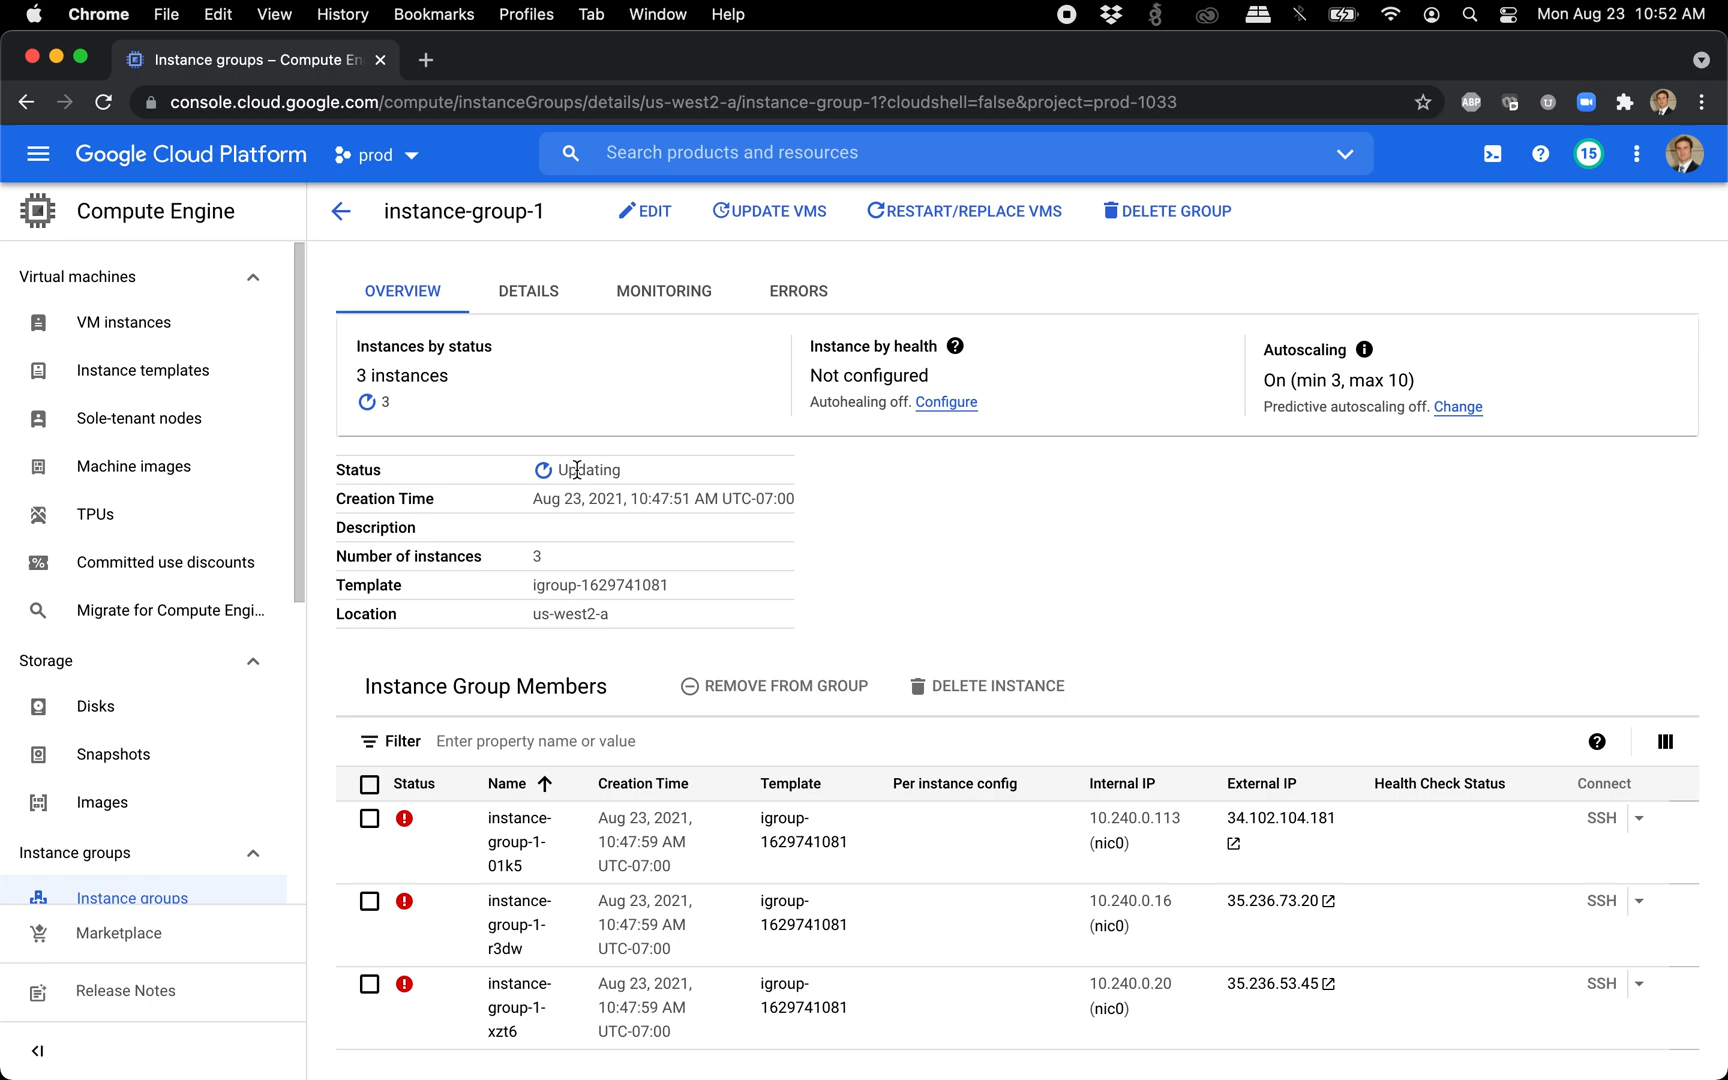 Chrome File Edit View History Bookmarks Profiles Tab Window Help Mon Aug 23 10:52 AM
Instance groups – Compute En
console.cloud.google.com/compute/instanceGroups/details/us-west2-a/instance-group-1?cloudshell=false&project=prod-1033
ABP
Google Cloud Platform prod Search products and resources 15
Compute Engine
instance-group-1 EDIT UPDATE VMS RESTART/REPLACE VMS DELETE GROUP
Virtual machines
VM instances
Instance templates
Sole-tenant nodes
Machine images
TPUs
Committed use discounts
Migrate for Compute Engi...
Storage
Disks
Snapshots
Images
Instance groups
Instance groups
Marketplace
Release Notes
OVERVIEW DETAILS MONITORING ERRORS
Instances by status
3 instances
3
Instance by health
Not configured
Autohealing off. Configure
Autoscaling
On (min 3, max 10)
Predictive autoscaling off. Change
Status Updating
Creation Time Aug 23, 2021, 10:47:51 AM UTC-07:00
Description
Number of instances 3
Template igroup-1629741081
Location us-west2-a
Instance Group Members REMOVE FROM GROUP DELETE INSTANCE
Filter Enter property name or value
Status Name Creation Time Template Per instance config Internal IP External IP Health Check Status Connect
instance- Aug 23, 2021, igroup- 10.240.0.113 34.102.104.181 SSH
group-1- 10:47:59 AM 1629741081 (nic0)
01k5 UTC-07:00
instance- Aug 23, 2021, igroup- 10.240.0.16 35.236.73.20 SSH
group-1- 10:47:59 AM 1629741081 (nic0)
r3dw UTC-07:00
instance- Aug 23, 2021, igroup- 10.240.0.20 35.236.53.45 SSH
group-1- 10:47:59 AM 1629741081 (nic0)
xzt6 UTC-07:00